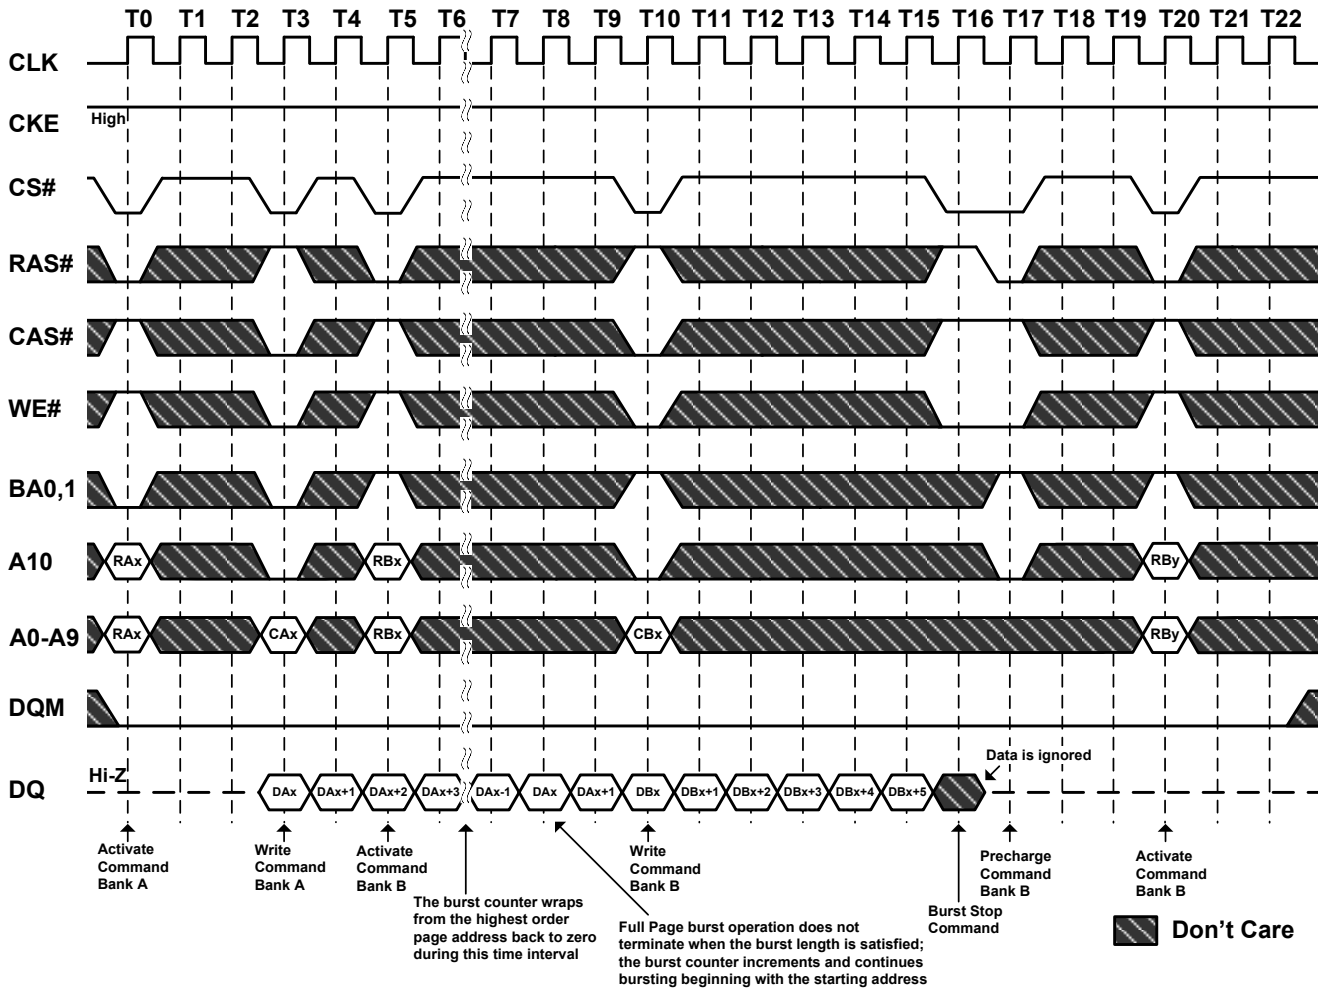 T0 T1 T2 T3 T4 T5 T6 T7 T8 T9 T10 T11 T12 T13 T14 T15 T16 T17 T18 T19 T20 T21 T22
CLK
CKE
High
CS#
RAS#
CAS#
WE#
BA0,1
A10
RAx RBx RBy
A0-A9
RAx CAx RBx CBx RBy
DQM
DQ
Hi-Z
DAx DAx+1 DAx+2 DAx+3 DAx-1 DAx DAx+1 DBx DBx+1 DBx+2 DBx+3 DBx+4 DBx+5
Data is ignored
Activate
Command
Bank A
Write
Command
Bank A
Activate
Command
Bank B
The burst counter wraps
from the highest order
page address back to zero
during this time interval
Full Page burst operation does not
terminate when the burst length is satisfied;
the burst counter increments and continues
bursting beginning with the starting address
Write
Command
Bank B
Burst Stop
Command
Precharge
Command
Bank B
Activate
Command
Bank B
Don't Care